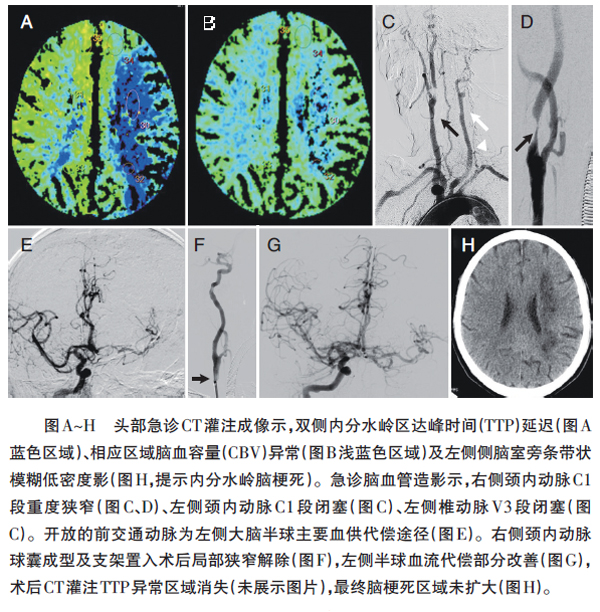 A
B
C
D
E
F
G
H
图A~H 头部急诊CT灌注成像示，双侧内分水岭区达峰时间(TTP)延迟(图A
蓝色区域)、相应区域脑血容量(CBV)异常(图B浅蓝色区域)及左侧侧脑室旁条带状
模糊低密度影(图H，提示内分水岭脑梗死)。急诊脑血管造影示，右侧颈内动脉C1
段重度狭窄(图C、D)、左侧颈内动脉C1段闭塞(图C)、左侧椎动脉V3段闭塞(图
C)。开放的前交通动脉为左侧大脑半球主要血供代偿途径(图E)。右侧颈内动脉
球囊成型及支架置入术后局部狭窄解除(图F)，左侧半球血流代偿部分改善(图G)，
术后CT灌注TTP异常区域消失(未展示图片)，最终脑梗死区域未扩大(图H)。